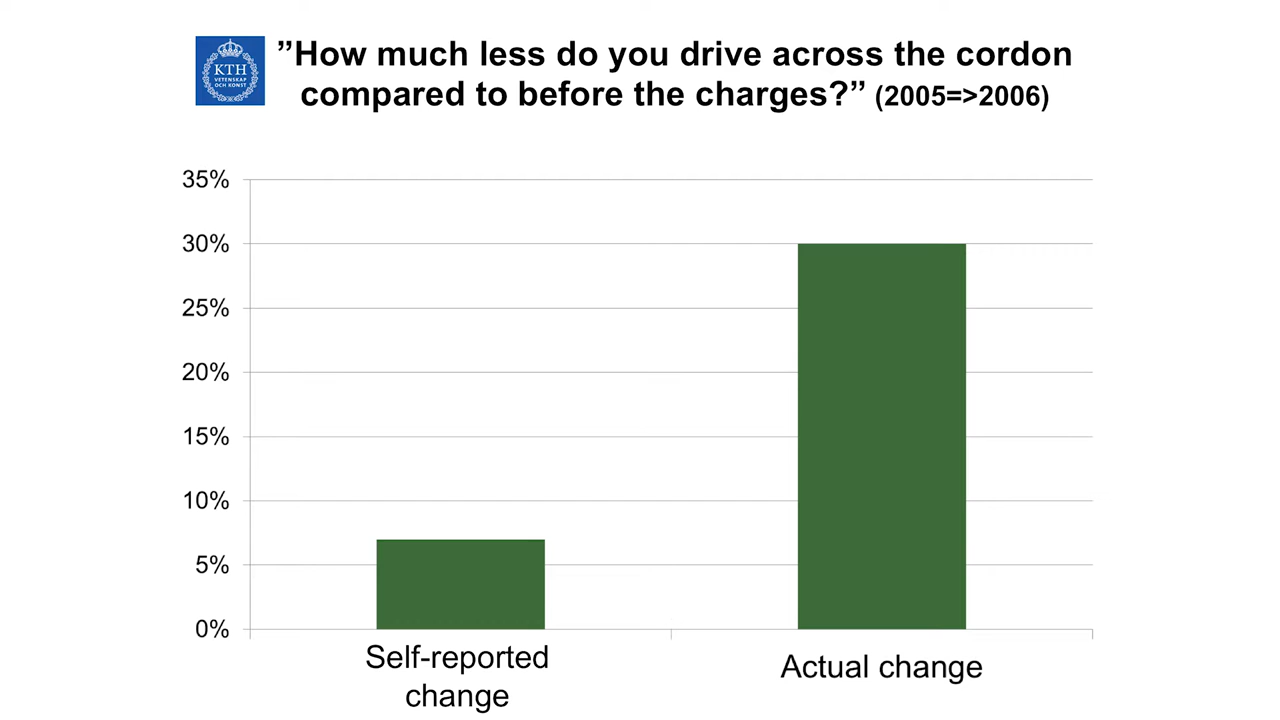 KTH
VETENSKAP
OCH KONST
”How much less do you drive across the cordon
compared to before the charges?” (2005=>2006)
35%
30%
25%
20%
15%
10%
5%
0%
Self-reported
change
Actual change